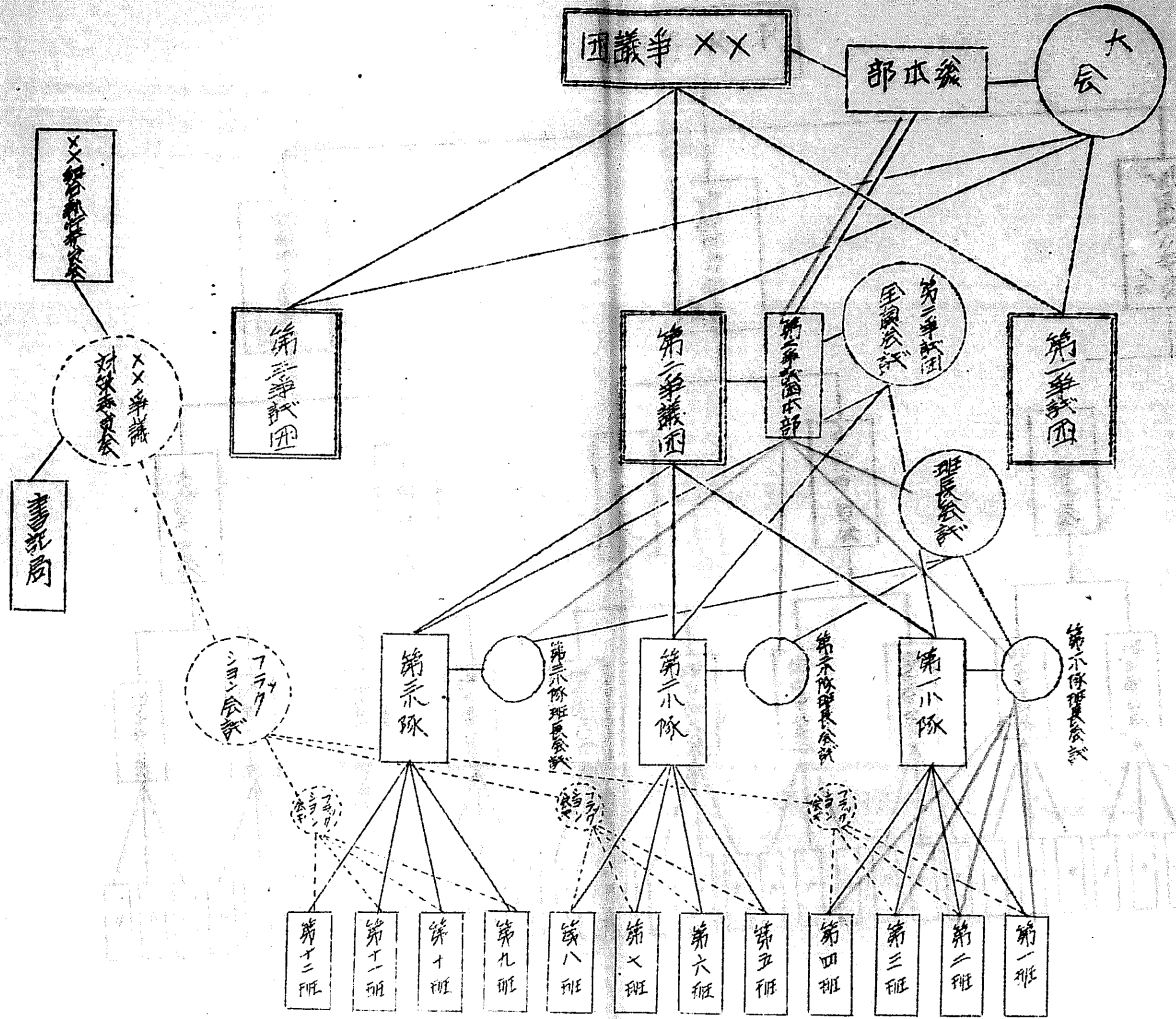 大会
総本部
××爭議団
第一爭議団
第二爭議団
全員会議
第二爭議団本部
第二爭議団
第三爭議団
班長会議
××組合執行委員会
××爭議
対策委員会
書記局
第一小隊班長会議
第一小隊
第二小隊班長会議
第二小隊
第三小隊班長会議
第三小隊
フラク
ション会議
フラク
ション
会議
フラク
ション
会議
フラク
ション
会議
第一班
第二班
第三班
第四班
第五班
第六班
第七班
第八班
第九班
第十班
第十一班
第十二班